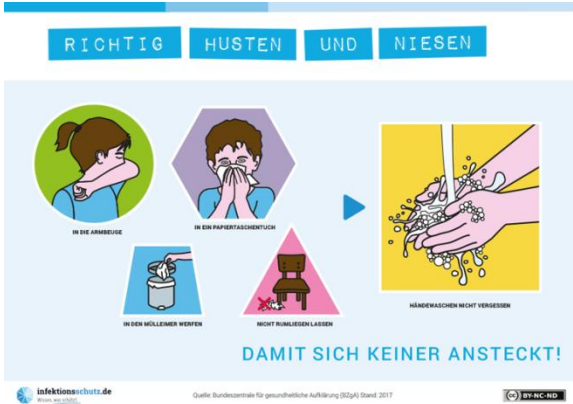 RICHTIG HUSTEN UND NIESEN
IN DIE ARMBEUGE
IN EIN PAPIERTASCHENTUCH
IN DEN MÜLLEIMER WERFEN
NICHT RUMLIEGEN LASSEN
HÄNDEWASCHEN NICHT VERGESSEN
DAMIT SICH KEINER ANSTECKT!
infektionsschutz.de
Wissen, was schützt.
Quelle: Bundeszentrale für gesundheitliche Aufklärung (BZgA) Stand: 2017
cc BY-NC-ND